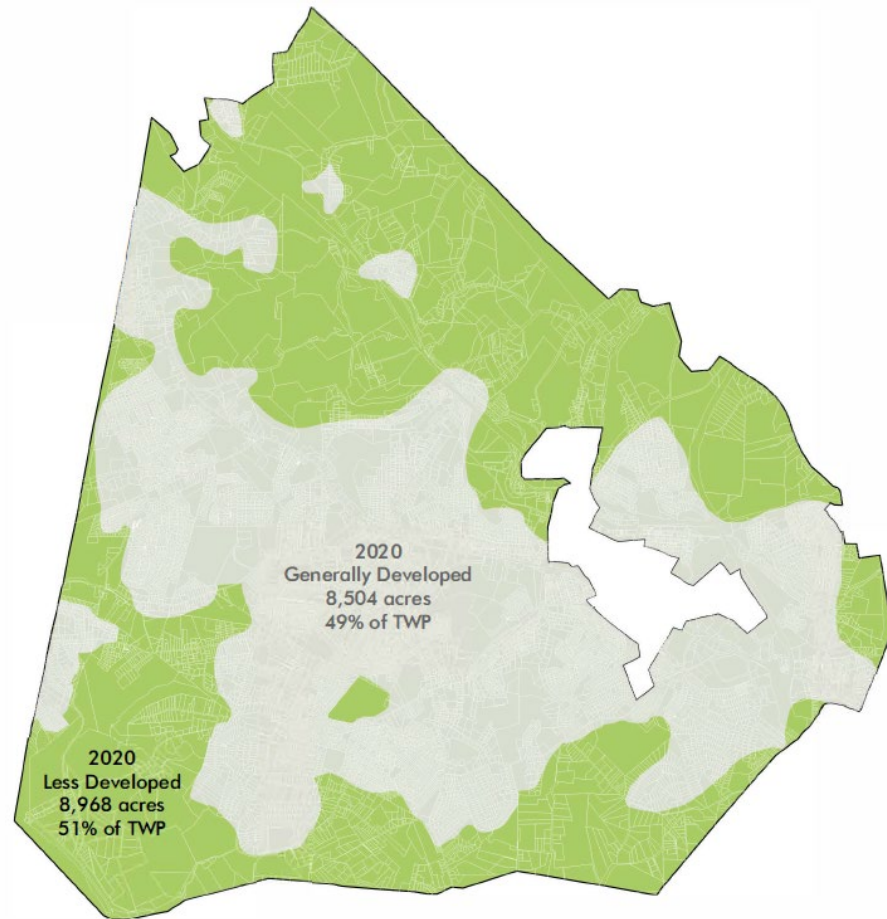 2020
Generally Developed
8,504 acres
49% of TWP
2020
Less Developed
8,968 acres
51% of TWP